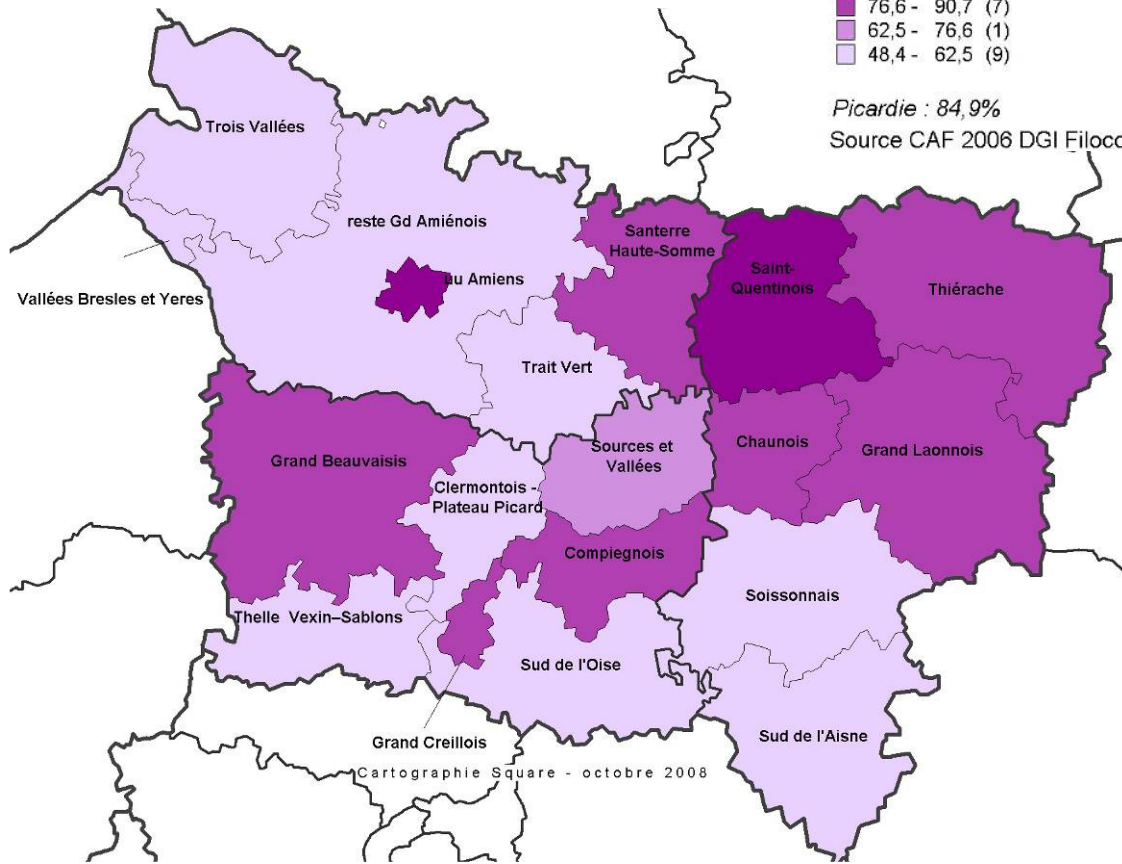 76,6 - 90,7 (7)
62,5 - 76,6 (1)
48,4 - 62,5 (9)
Picardie : 84,9%
Source CAF 2006 DGI Filoco
Trois Vallées
reste Gd Amiénois
Santerre
Haute-Somme
Saint-
Quentinois
Thiérache
uu Amiens
Vallées Bresles et Yeres
Trait Vert
Sources et
Vallées
Chaunois
Grand Laonnois
Grand Beauvaisis
Clermontois -
Plateau Picard
Compiegnois
Soissonnais
Thelle Vexin–Sablons
Sud de l'Oise
Sud de l'Aisne
Grand Creillois
Cartographie Square - octobre 2008